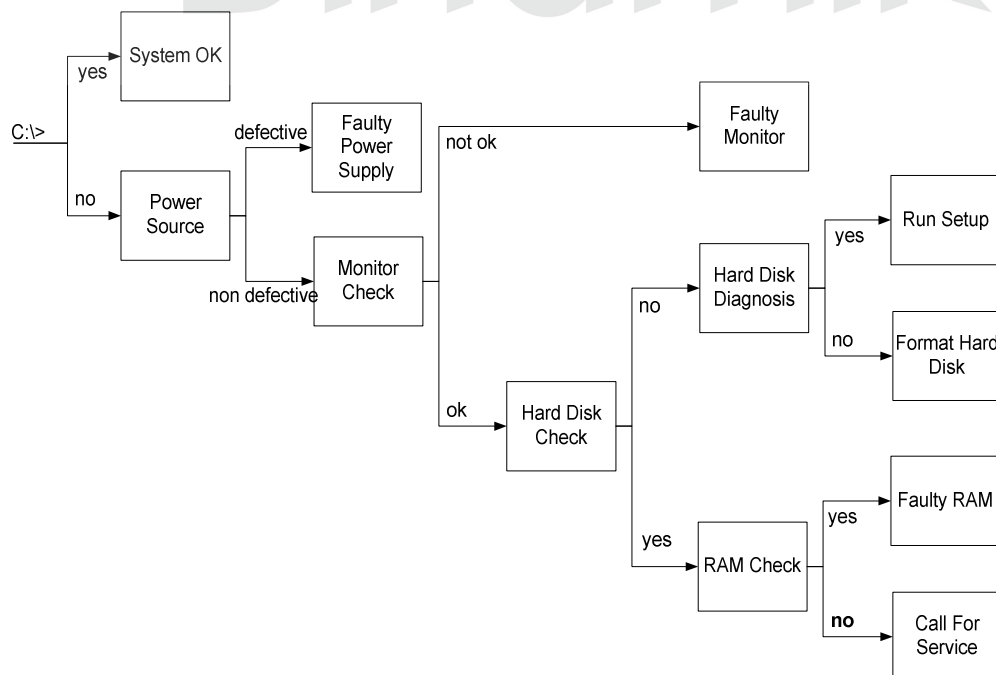 System OK
yes
C:\>
no
Power
Source
defective
Faulty
Power
Supply
non defective
Monitor
Check
not ok
Faulty
Monitor
ok
Hard Disk
Check
no
Hard Disk
Diagnosis
yes
Run Setup
no
Format Hard
Disk
yes
RAM Check
yes
Faulty RAM
no
Call For
Service